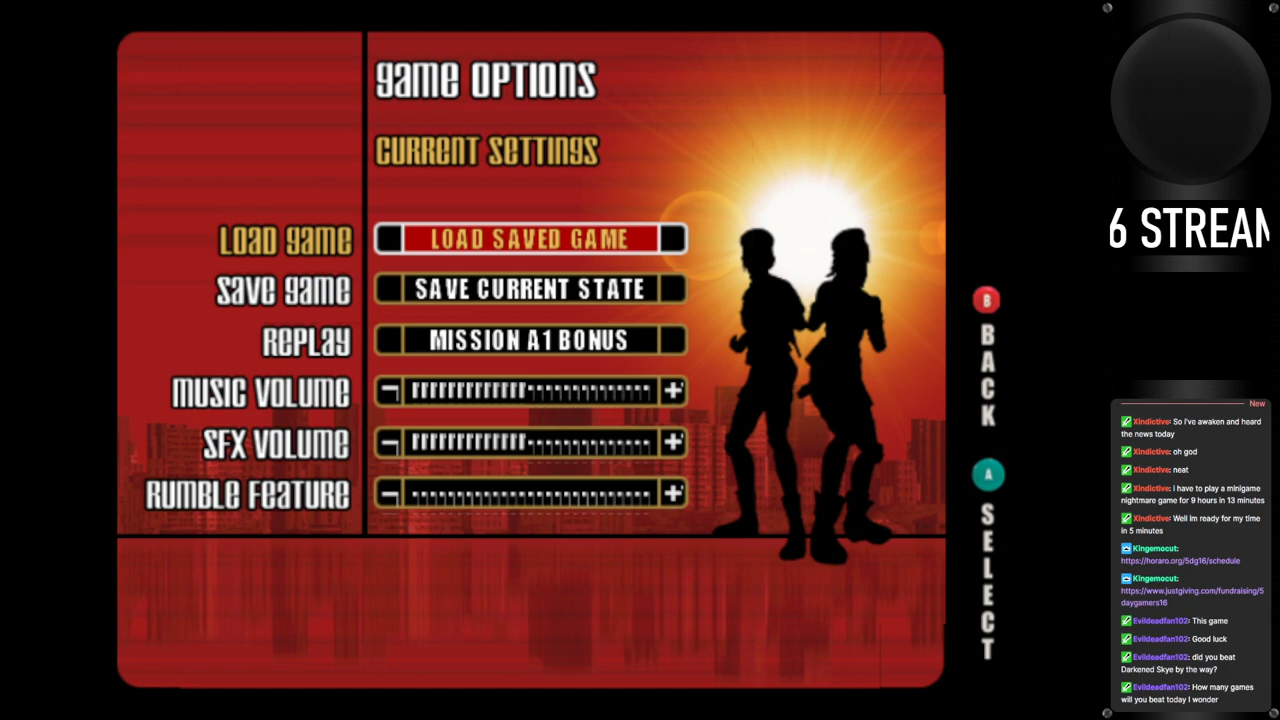 game OPTIONS
CURRENT SETTINGS
LOAD game
LOAD SAVED GAME
save game
SAVE CURRENT STATE
RePLAY
MISSION A1 BONUS
MUSIC VOLUME
SFX VOLUME
RUMBLE FeaTURE
B BACK
A SELECT
6 STREAM
New
Xindictive: So I've awaken and heard
the news today
Xindictive: oh god
Xindictive: neat
Xindictive: i have to play a minigame
nightmare game for 9 hours in 13 minutes
Xindictive: Well im ready for my time
in 5 minutes
Kingemocut:
https://horaro.org/5dg16/schedule
Kingemocut:
https://www.justgiving.com/fundraising/5
daygamers16
Evildeadfan102: This game
Evildeadfan102: Good luck
Evildeadfan102: did you beat
Darkened Skye by the way?
Evildeadfan102: How many games
will you beat today I wonder